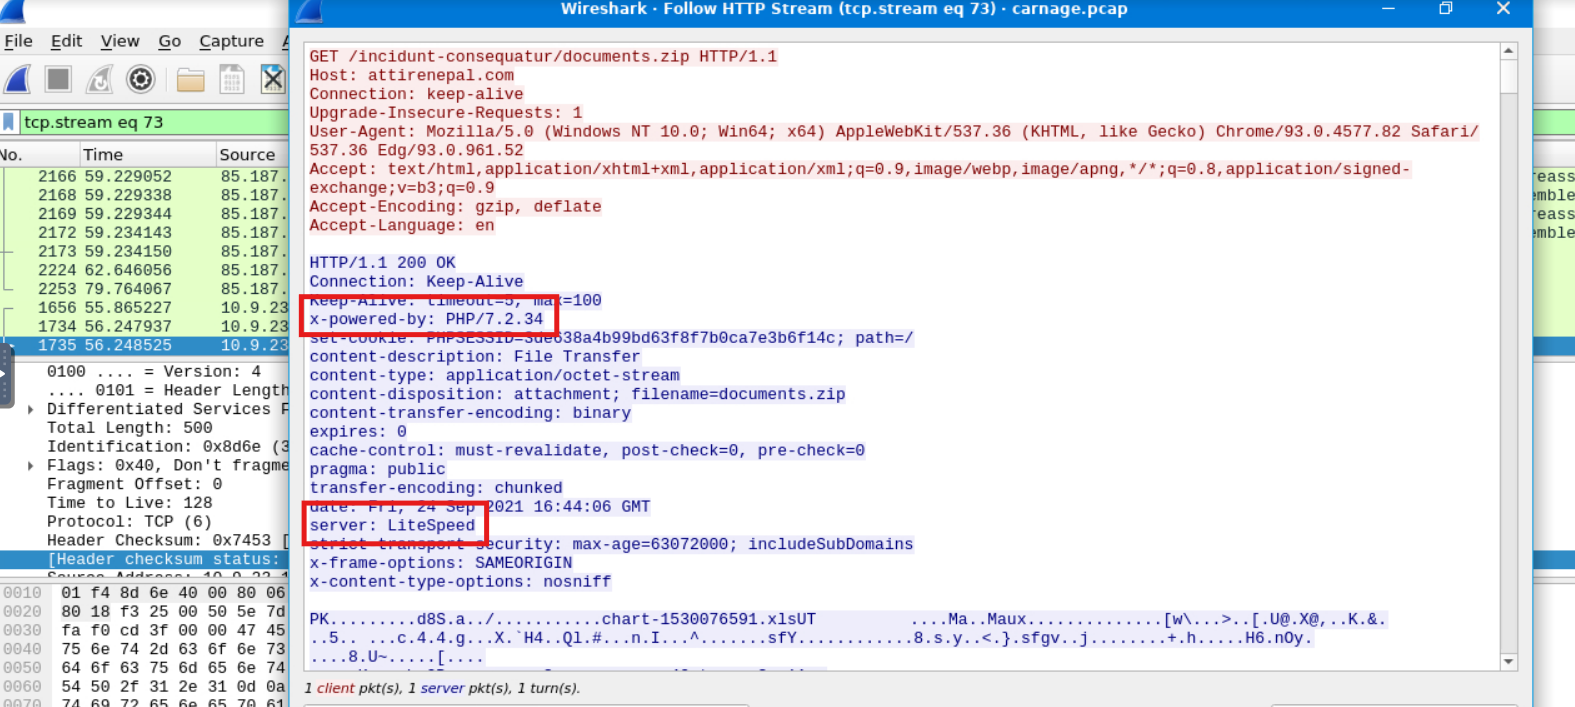 Wireshark · Follow HTTP Stream (tcp.stream eq 73) · carnage.pcap
File Edit View Go Capture
tcp.stream eq 73
No. Time Source
2166 59.229052 85.187.
2168 59.229338 85.187.
2169 59.229344 85.187.
2172 59.234143 85.187.
2173 59.234150 85.187.
2224 62.646056 85.187.
2253 79.764067 85.187.
1656 55.865227 10.9.23
1734 56.247937 10.9.23
1735 56.248525 10.9.23
0100 .... = Version: 4
.... 0101 = Header Length
Differentiated Services F
Total Length: 500
Identification: 0x8d6e (3
Flags: 0x40, Don't fragme
Fragment Offset: 0
Time to Live: 128
Protocol: TCP (6)
Header Checksum: 0x7453 [
[Header checksum status:
0010 01 f4 8d 6e 40 00 80 06
0020 80 18 f3 25 00 50 5e 7d
0030 fa f0 cd 3f 00 00 47 45
0040 75 6e 74 2d 63 6f 6e 73
0050 64 6f 63 75 6d 65 6e 74
0060 54 50 2f 31 2e 31 0d 0a
0070 74 69 72 65 6e 65 70 61
GET /incidunt-consequatur/documents.zip HTTP/1.1
Host: attirenepal.com
Connection: keep-alive
Upgrade-Insecure-Requests: 1
User-Agent: Mozilla/5.0 (Windows NT 10.0; Win64; x64) AppleWebKit/537.36 (KHTML, like Gecko) Chrome/93.0.4577.82 Safari/
537.36 Edg/93.0.961.52
Accept: text/html,application/xhtml+xml,application/xml;q=0.9,image/webp,image/apng,*/*;q=0.8,application/signed-
exchange;v=b3;q=0.9
Accept-Encoding: gzip, deflate
Accept-Language: en
HTTP/1.1 200 OK
Connection: Keep-Alive
Keep-Alive: timeout=5, max=100
x-powered-by: PHP/7.2.34
set-cookie: PHPSESSID=3de638a4b99bd63f8f7b0ca7e3b6f14c; path=/
content-description: File Transfer
content-type: application/octet-stream
content-disposition: attachment; filename=documents.zip
content-transfer-encoding: binary
expires: 0
cache-control: must-revalidate, post-check=0, pre-check=0
pragma: public
transfer-encoding: chunked
date: Fri, 24 Sep 2021 16:44:06 GMT
server: LiteSpeed
strict-transport-security: max-age=63072000; includeSubDomains
x-frame-options: SAMEORIGIN
x-content-type-options: nosniff
PK.........d8S.a../...........chart-1530076591.xlsUT ....Ma..Maux..............[w\...>..[.U@.X@,..K.&.
..5.. ...c.4.4.g...X.`H4..Ql.#...n.I...^.......sfY............8.s.y..<.}.sfgv..j........+.h.....H6.nOy.
....8.U~.....[....
1 client pkt(s), 1 server pkt(s), 1 turn(s).